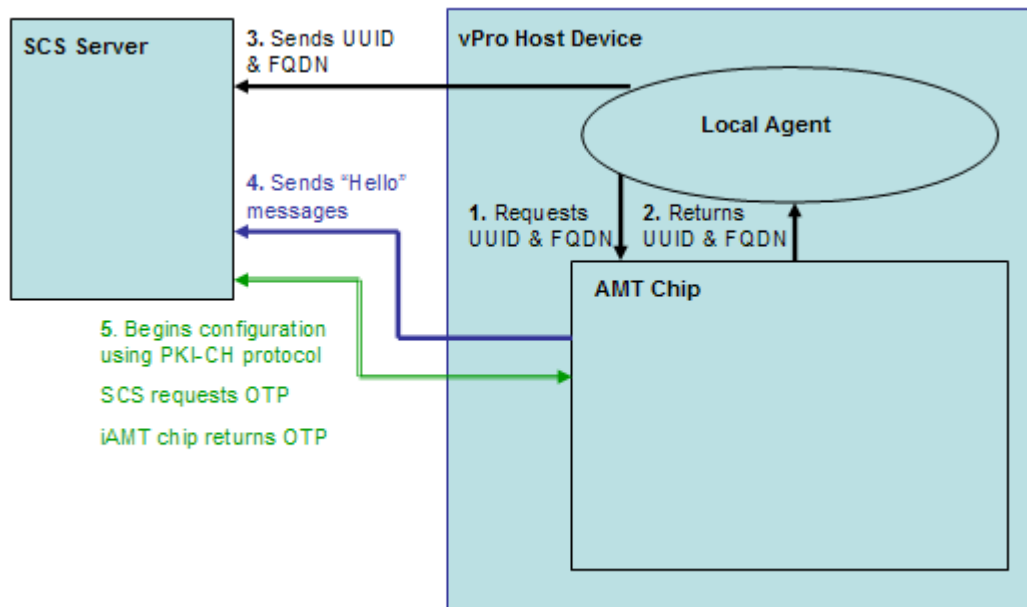 SCS Server
3. Sends UUID
& FQDN
vPro Host Device
Local Agent
4. Sends “Hello”
messages
1. Requests
UUID & FQDN
2. Returns
UUID & FQDN
AMT Chip
5. Begins configuration
using PKI-CH protocol
SCS requests OTP
iAMT chip returns OTP